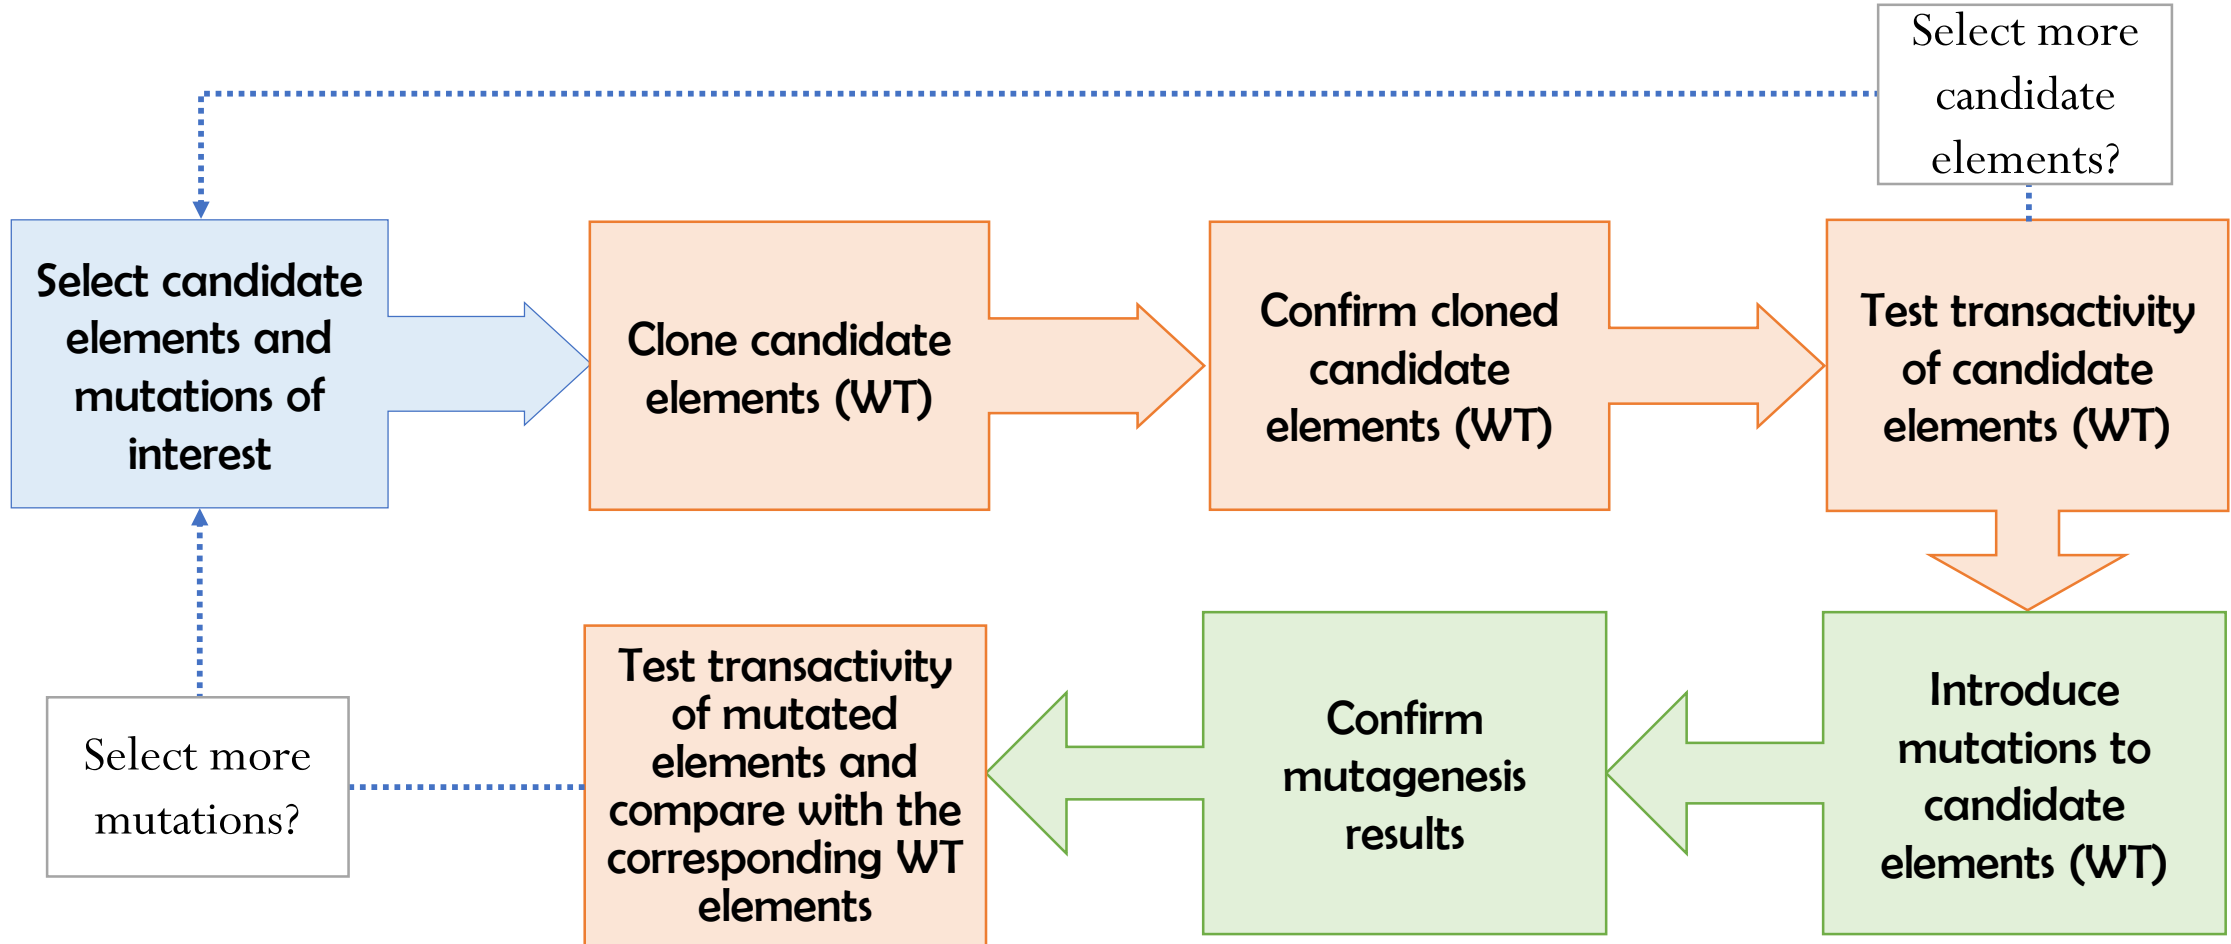 Select more
candidate
elements?
Select candidate
elements and
mutations of
interest
Clone candidate
elements (WT)
Confirm cloned
candidate
elements (WT)
Test transactivity
of candidate
elements (WT)
Introduce
mutations to
candidate
elements (WT)
Confirm
mutagenesis
results
Test transactivity
of mutated
elements and
compare with the
corresponding WT
elements
Select more
mutations?